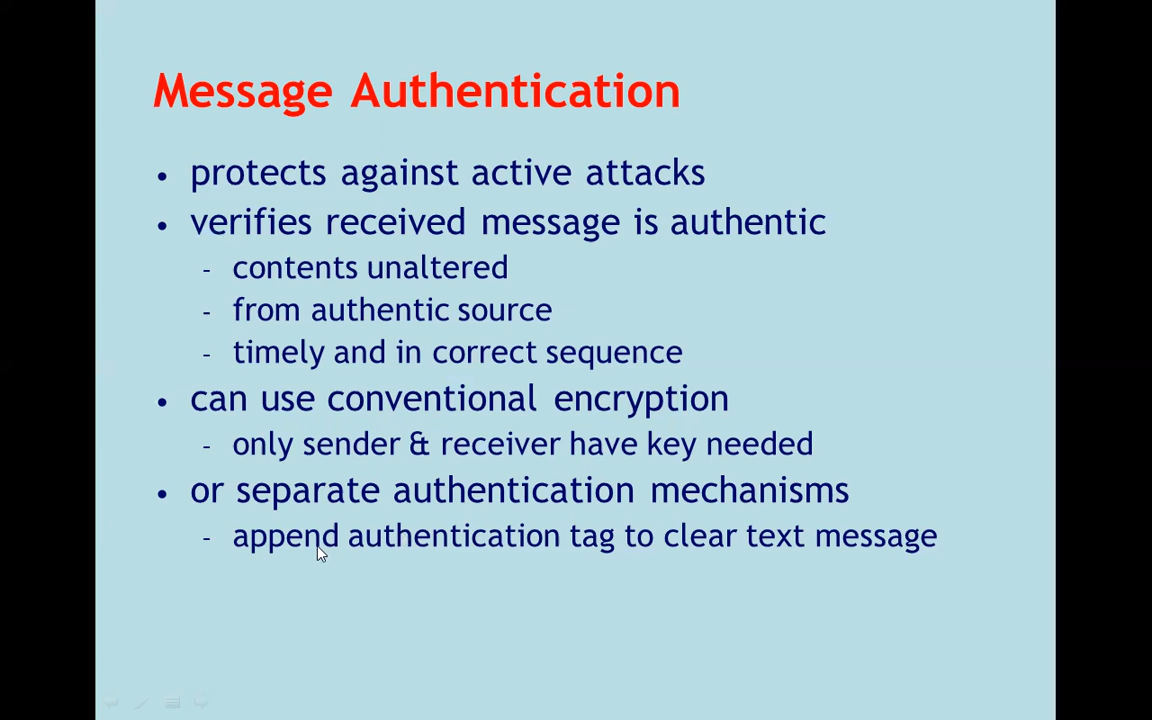 Message Authentication
• protects against active attacks
• verifies received message is authentic
- contents unaltered
- from authentic source
- timely and in correct sequence
• can use conventional encryption
- only sender & receiver have key needed
• or separate authentication mechanisms
- append authentication tag to clear text message